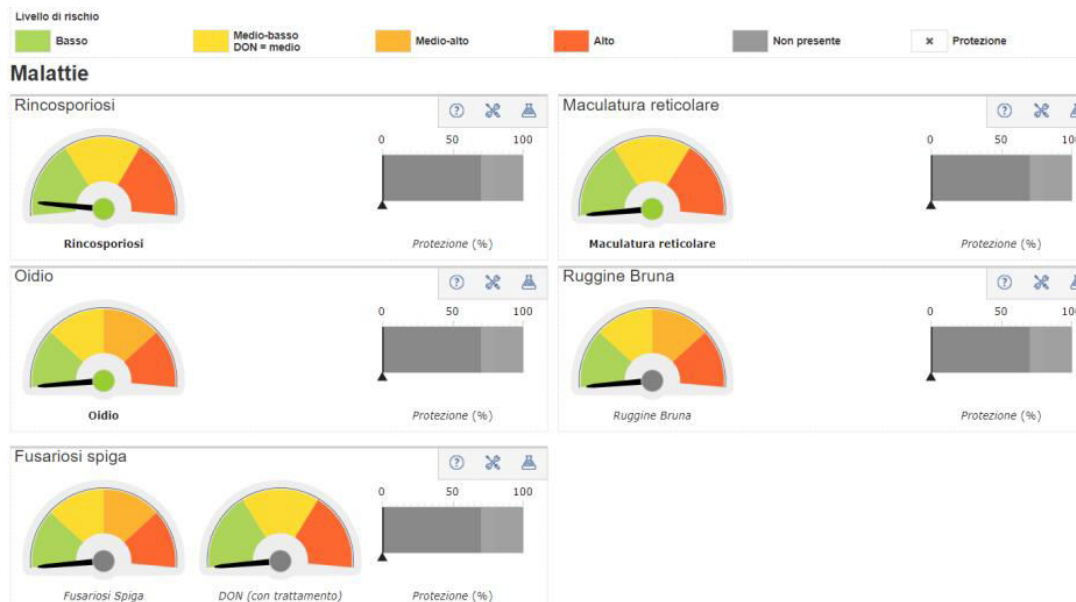 Livello di rischio
Basso
Medio-basso
DON = medio
Medio-alto
Alto
Non presente
Protezione
Malattie
Rincosporiosi
0 50 100
Rincosporiosi
Protezione (%)
Maculatura reticolare
0 50 100
Maculatura reticolare
Protezione (%)
Oidio
0 50 100
Oidio
Protezione (%)
Ruggine Bruna
0 50 100
Ruggine Bruna
Protezione (%)
Fusariosi spiga
0 50 100
Fusariosi Spiga
DON (con trattamento)
Protezione (%)